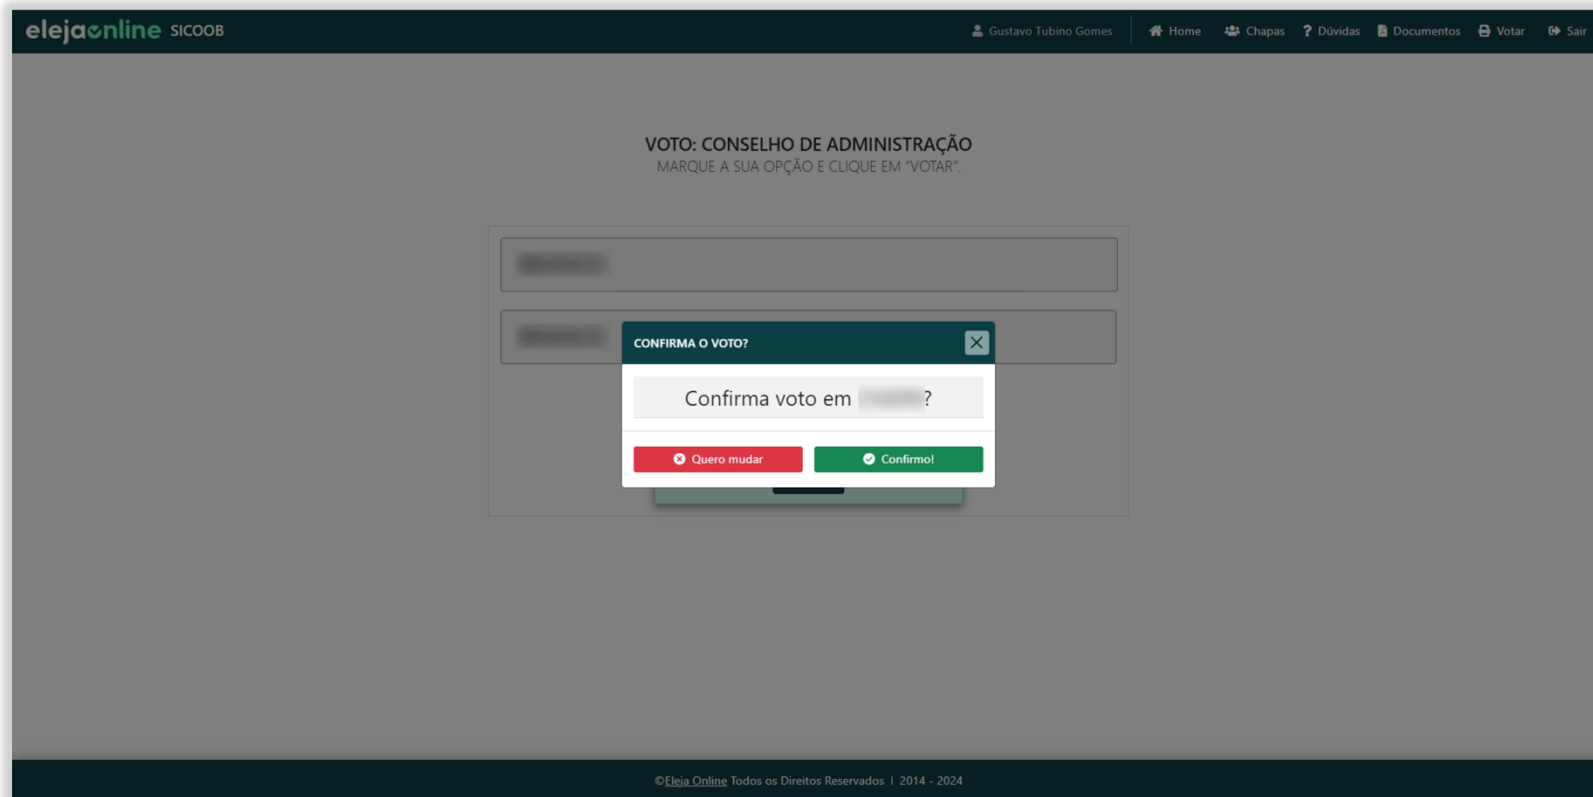 elejaonline SICOOB
Gustavo Tubino Gomes
Home
Chapas
? Dúvidas
Documentos
Votar
Sair
VOTO: CONSELHO DE ADMINISTRAÇÃO
MARQUE A SUA OPÇÃO E CLIQUE EM "VOTAR".
CONFIRMA O VOTO?
Confirma voto em ?
Quero mudar
Confirmo!
©Eleja Online Todos os Direitos Reservados | 2014 - 2024